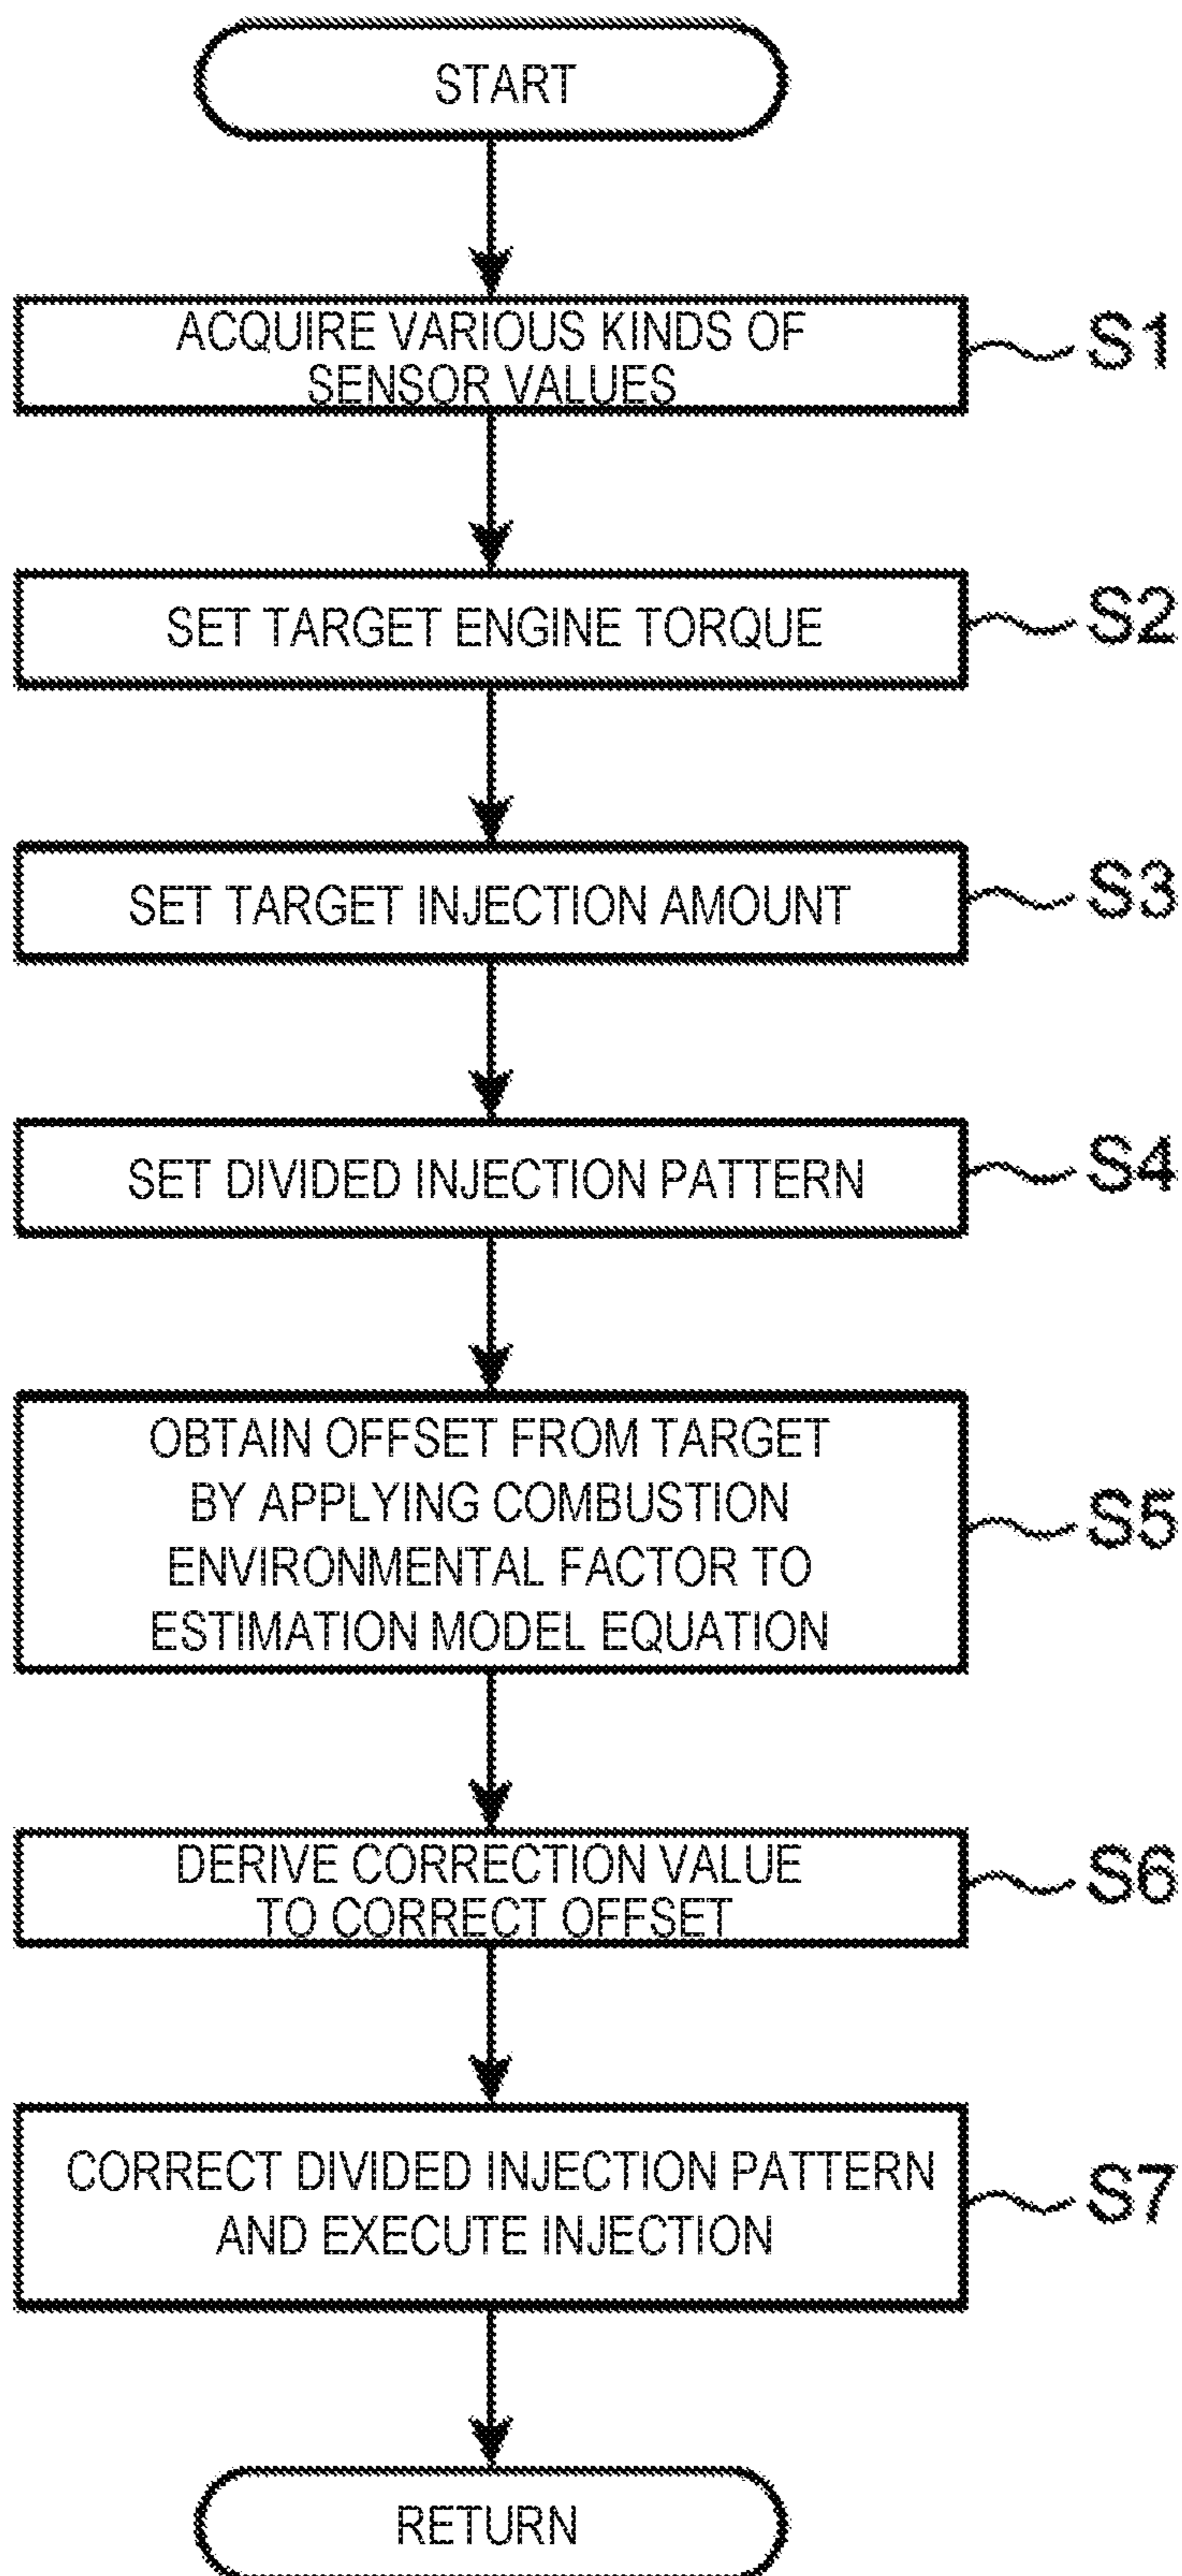 START
ACQUIRE VARIOUS KINDS OF
SENSOR VALUES
S1
SET TARGET ENGINE TORQUE
S2
SET TARGET INJECTION AMOUNT
S3
SET DIVIDED INJECTION PATTERN
S4
OBTAIN OFFSET FROM TARGET
BY APPLYING COMBUSTION
ENVIRONMENTAL FACTOR TO
ESTIMATION MODEL EQUATION
S5
DERIVE CORRECTION VALUE
TO CORRECT OFFSET
S6
CORRECT DIVIDED INJECTION PATTERN
AND EXECUTE INJECTION
S7
RETURN